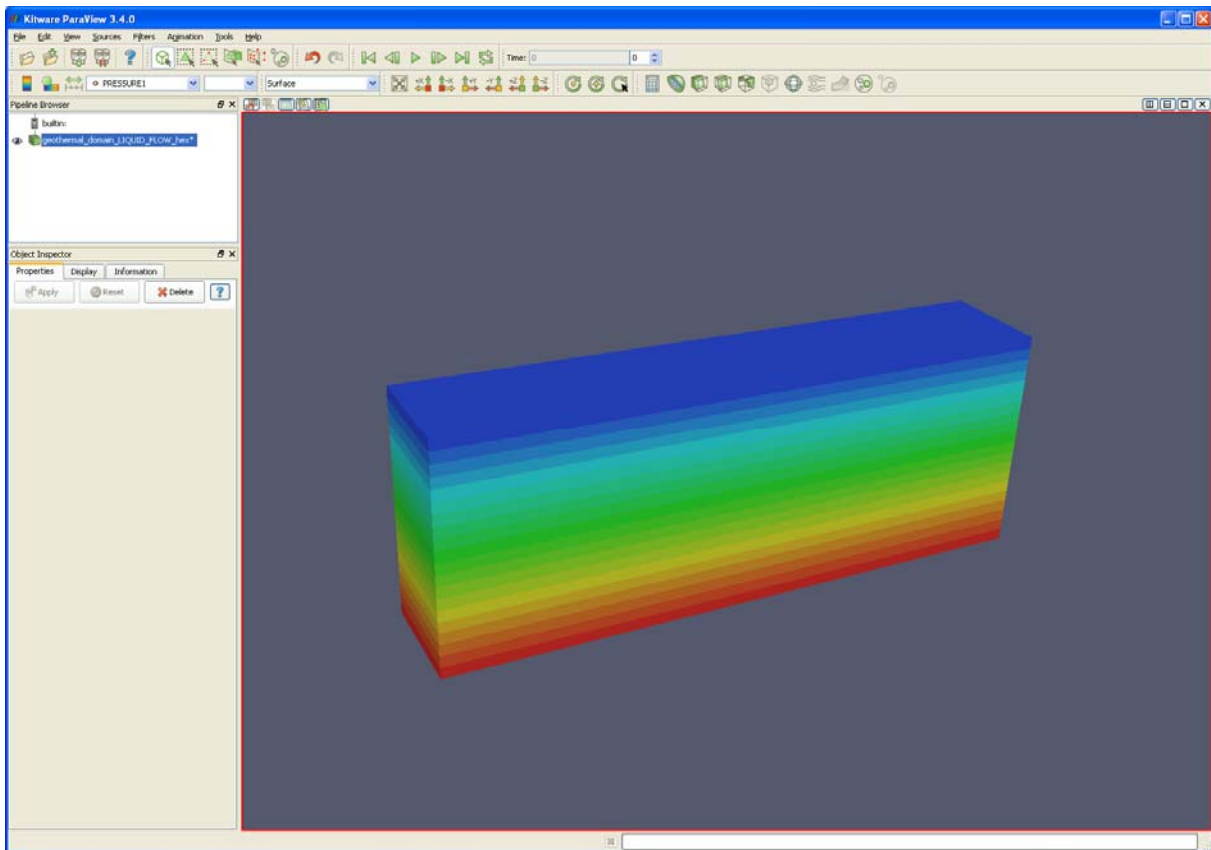 Kitware ParaView 3.4.0
File Edit View Sources Filters Animation Tools Help
Time: 0 0
PRESSURE1 Surface
Pipeline Browser
builtin:
geothermal_domain_LIQUID_FLOW_hex*
Object Inspector
Properties Display Information
Apply Reset Delete ?